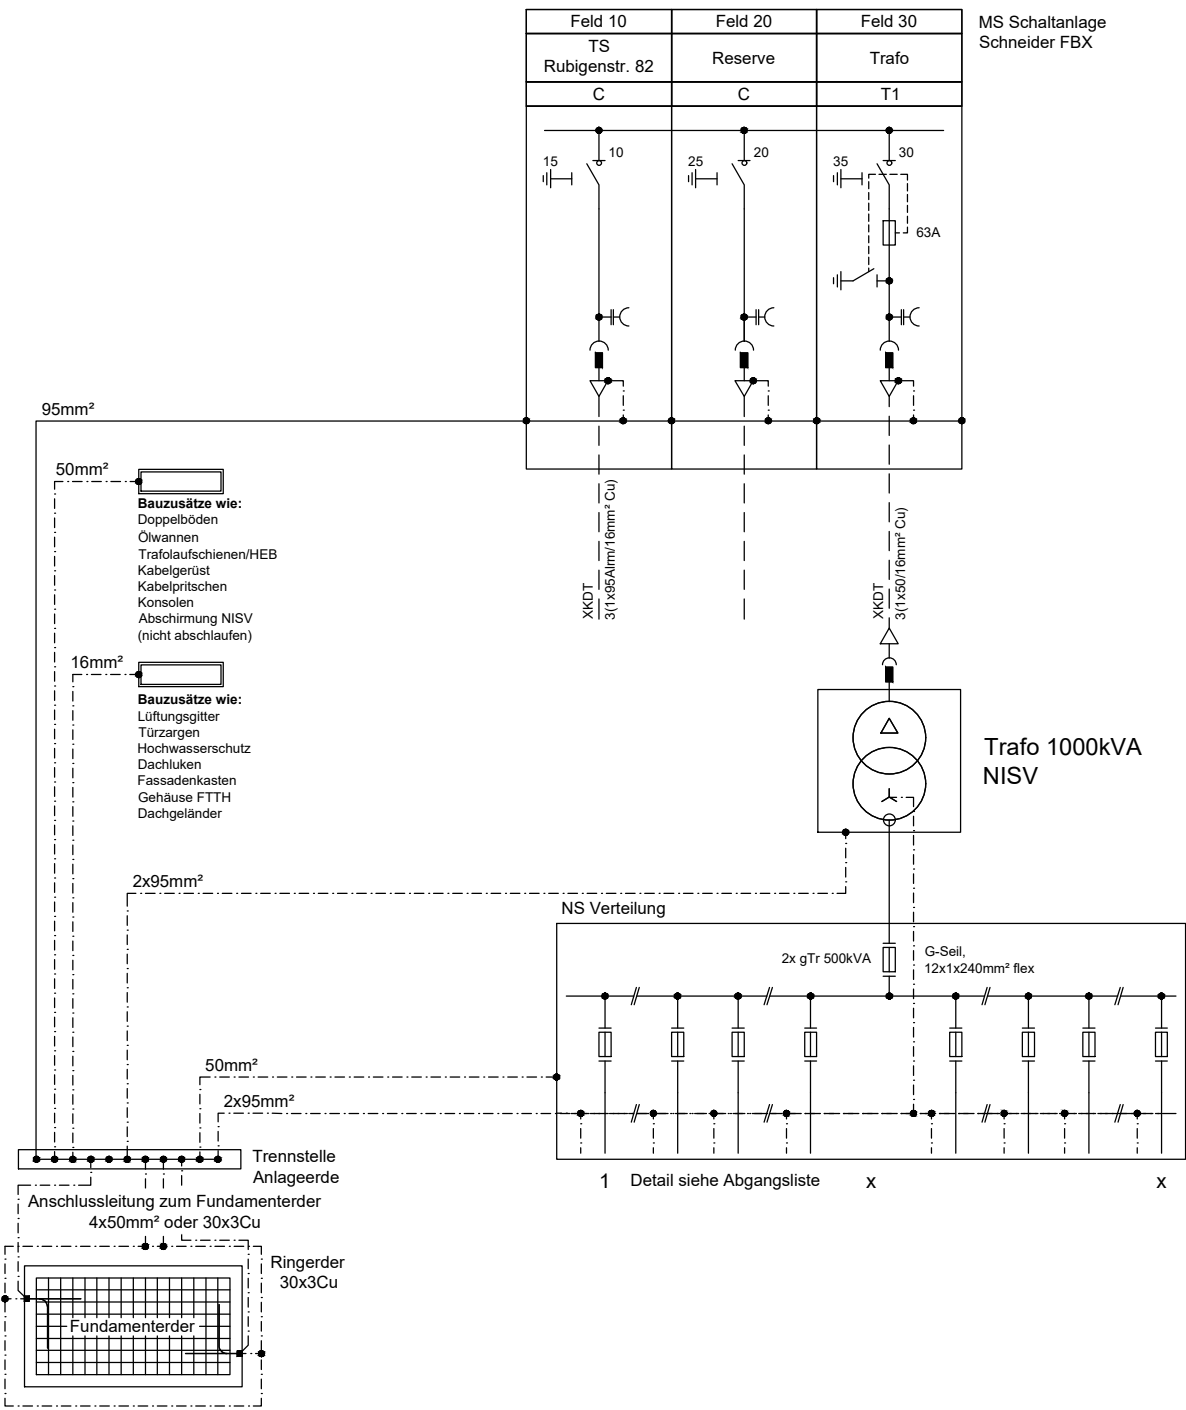 Feld 10
Feld 20
Feld 30
MS Schaltanlage
Schneider FBX
TS
Rubigenstr. 82
Reserve
Trafo
C
C
T1
15
10
25
20
35
30
63A
95mm²
50mm²
Bauzusätze wie:
Doppelböden
Ölwannen
Trafolaufschienen/HEB
Kabelgerüst
Kabelpritschen
Konsolen
Abschirmung NISV
(nicht abschlaufen)
XKDT
3(1x95Alrm/16mm² Cu)
XKDT
3(1x50/16mm² Cu)
16mm²
Bauzusätze wie:
Lüftungsgitter
Türzargen
Hochwasserschutz
Dachluken
Fassadenkasten
Gehäuse FTTH
Dachgeländer
Trafo 1000kVA
NISV
2x95mm²
NS Verteilung
2x gTr 500kVA
G-Seil,
12x1x240mm² flex
50mm²
2x95mm²
Trennstelle
Anlageerde
1
Detail siehe Abgangsliste
x
x
Anschlussleitung zum Fundamenterder
4x50mm² oder 30x3Cu
Ringerder
30x3Cu
Fundamenterder